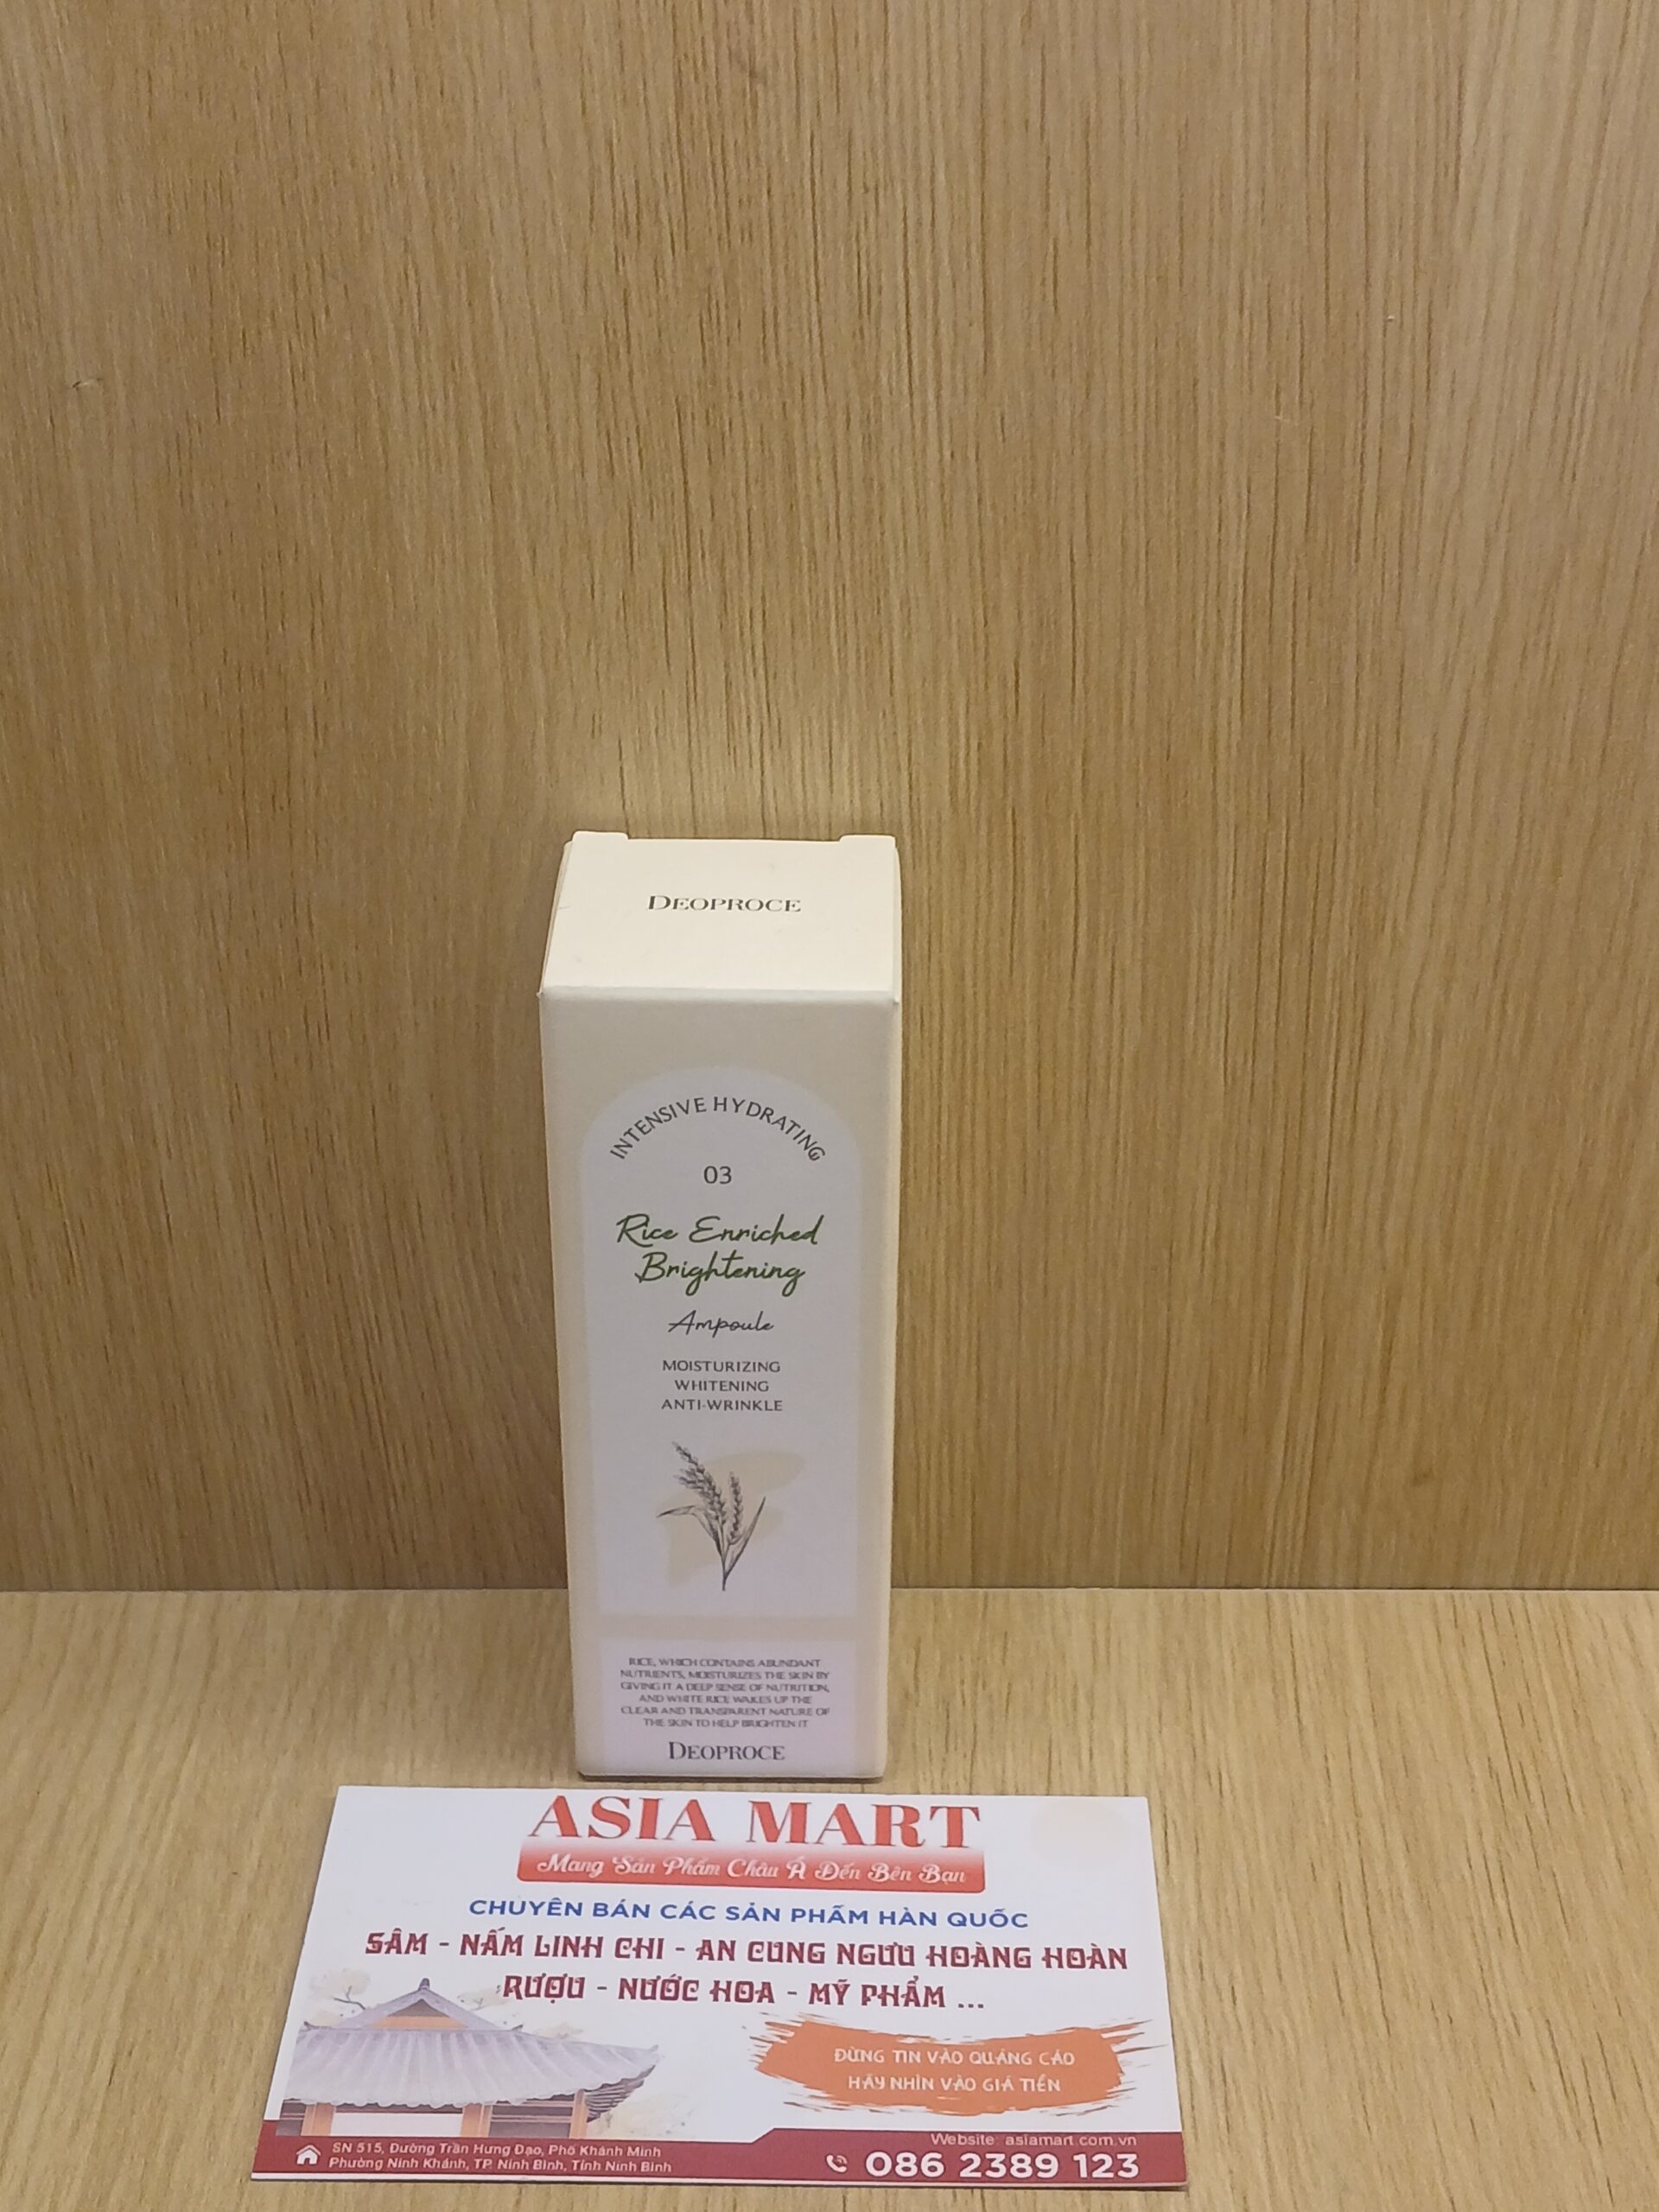 DEOPROCE
INTENSIVE HYDRATING
03
Rice Enriched
Brightening
Ampoule
MOISTURIZING
WHITENING
ANTI-WRINKLE
RICE, WHICH CONTAINS ABUNDANT
NUTRIENTS, MOISTURIZES THE SKIN BY
GIVING IT A DEEP SENSE OF NUTRITION,
AND WHITE RICE WAKES UP THE
CLEAR AND TRANSPARENT NATURE OF
THE SKIN TO HELP BRIGHTEN IT
DEOPROCE
ASIA MART
Mang Sản Phẩm Châu Á Đến Bên Bạn
CHUYÊN BÁN CÁC SẢN PHẨM HÀN QUỐC
SÂM - NẤM LINH CHI - AN CUNG NGƯU HOÀNG HOÀN
RƯỢU - NƯỚC HOA - MỸ PHẨM ...
ĐỪNG TIN VÀO QUẢNG CÁO
HÃY NHÌN VÀO GIÁ TIỀN
SN 515, Đường Trần Hưng Đạo, Phố Khánh Minh
Phường Ninh Khánh, TP. Ninh Bình, Tỉnh Ninh Bình
Website: asiamart.com.vn
086 2389 123